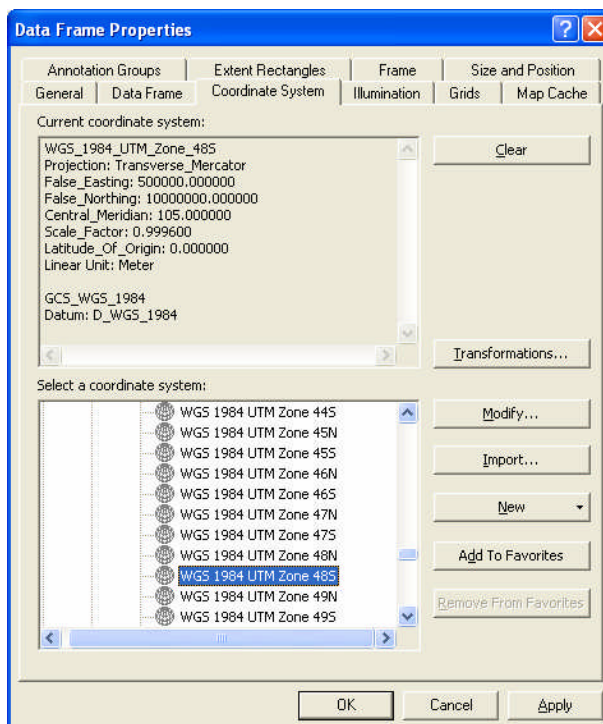 Data Frame Properties
Annotation Groups Extent Rectangles Frame Size and Position
General Data Frame Coordinate System Illumination Grids Map Cache
Current coordinate system:
WGS_1984_UTM_Zone_48S
Projection: Transverse_Mercator
False_Easting: 500000.000000
False_Northing: 10000000.000000
Central_Meridian: 105.000000
Scale_Factor: 0.999600
Latitude_Of_Origin: 0.000000
Linear Unit: Meter
GCS_WGS_1984
Datum: D_WGS_1984
Clear
Transformations...
Select a coordinate system:
WGS 1984 UTM Zone 44S
WGS 1984 UTM Zone 45N
WGS 1984 UTM Zone 45S
WGS 1984 UTM Zone 46N
WGS 1984 UTM Zone 46S
WGS 1984 UTM Zone 47N
WGS 1984 UTM Zone 47S
WGS 1984 UTM Zone 48N
WGS 1984 UTM Zone 48S
WGS 1984 UTM Zone 49N
WGS 1984 UTM Zone 49S
Modify...
Import...
New
Add To Favorites
Remove From Favorites
OK Cancel Apply